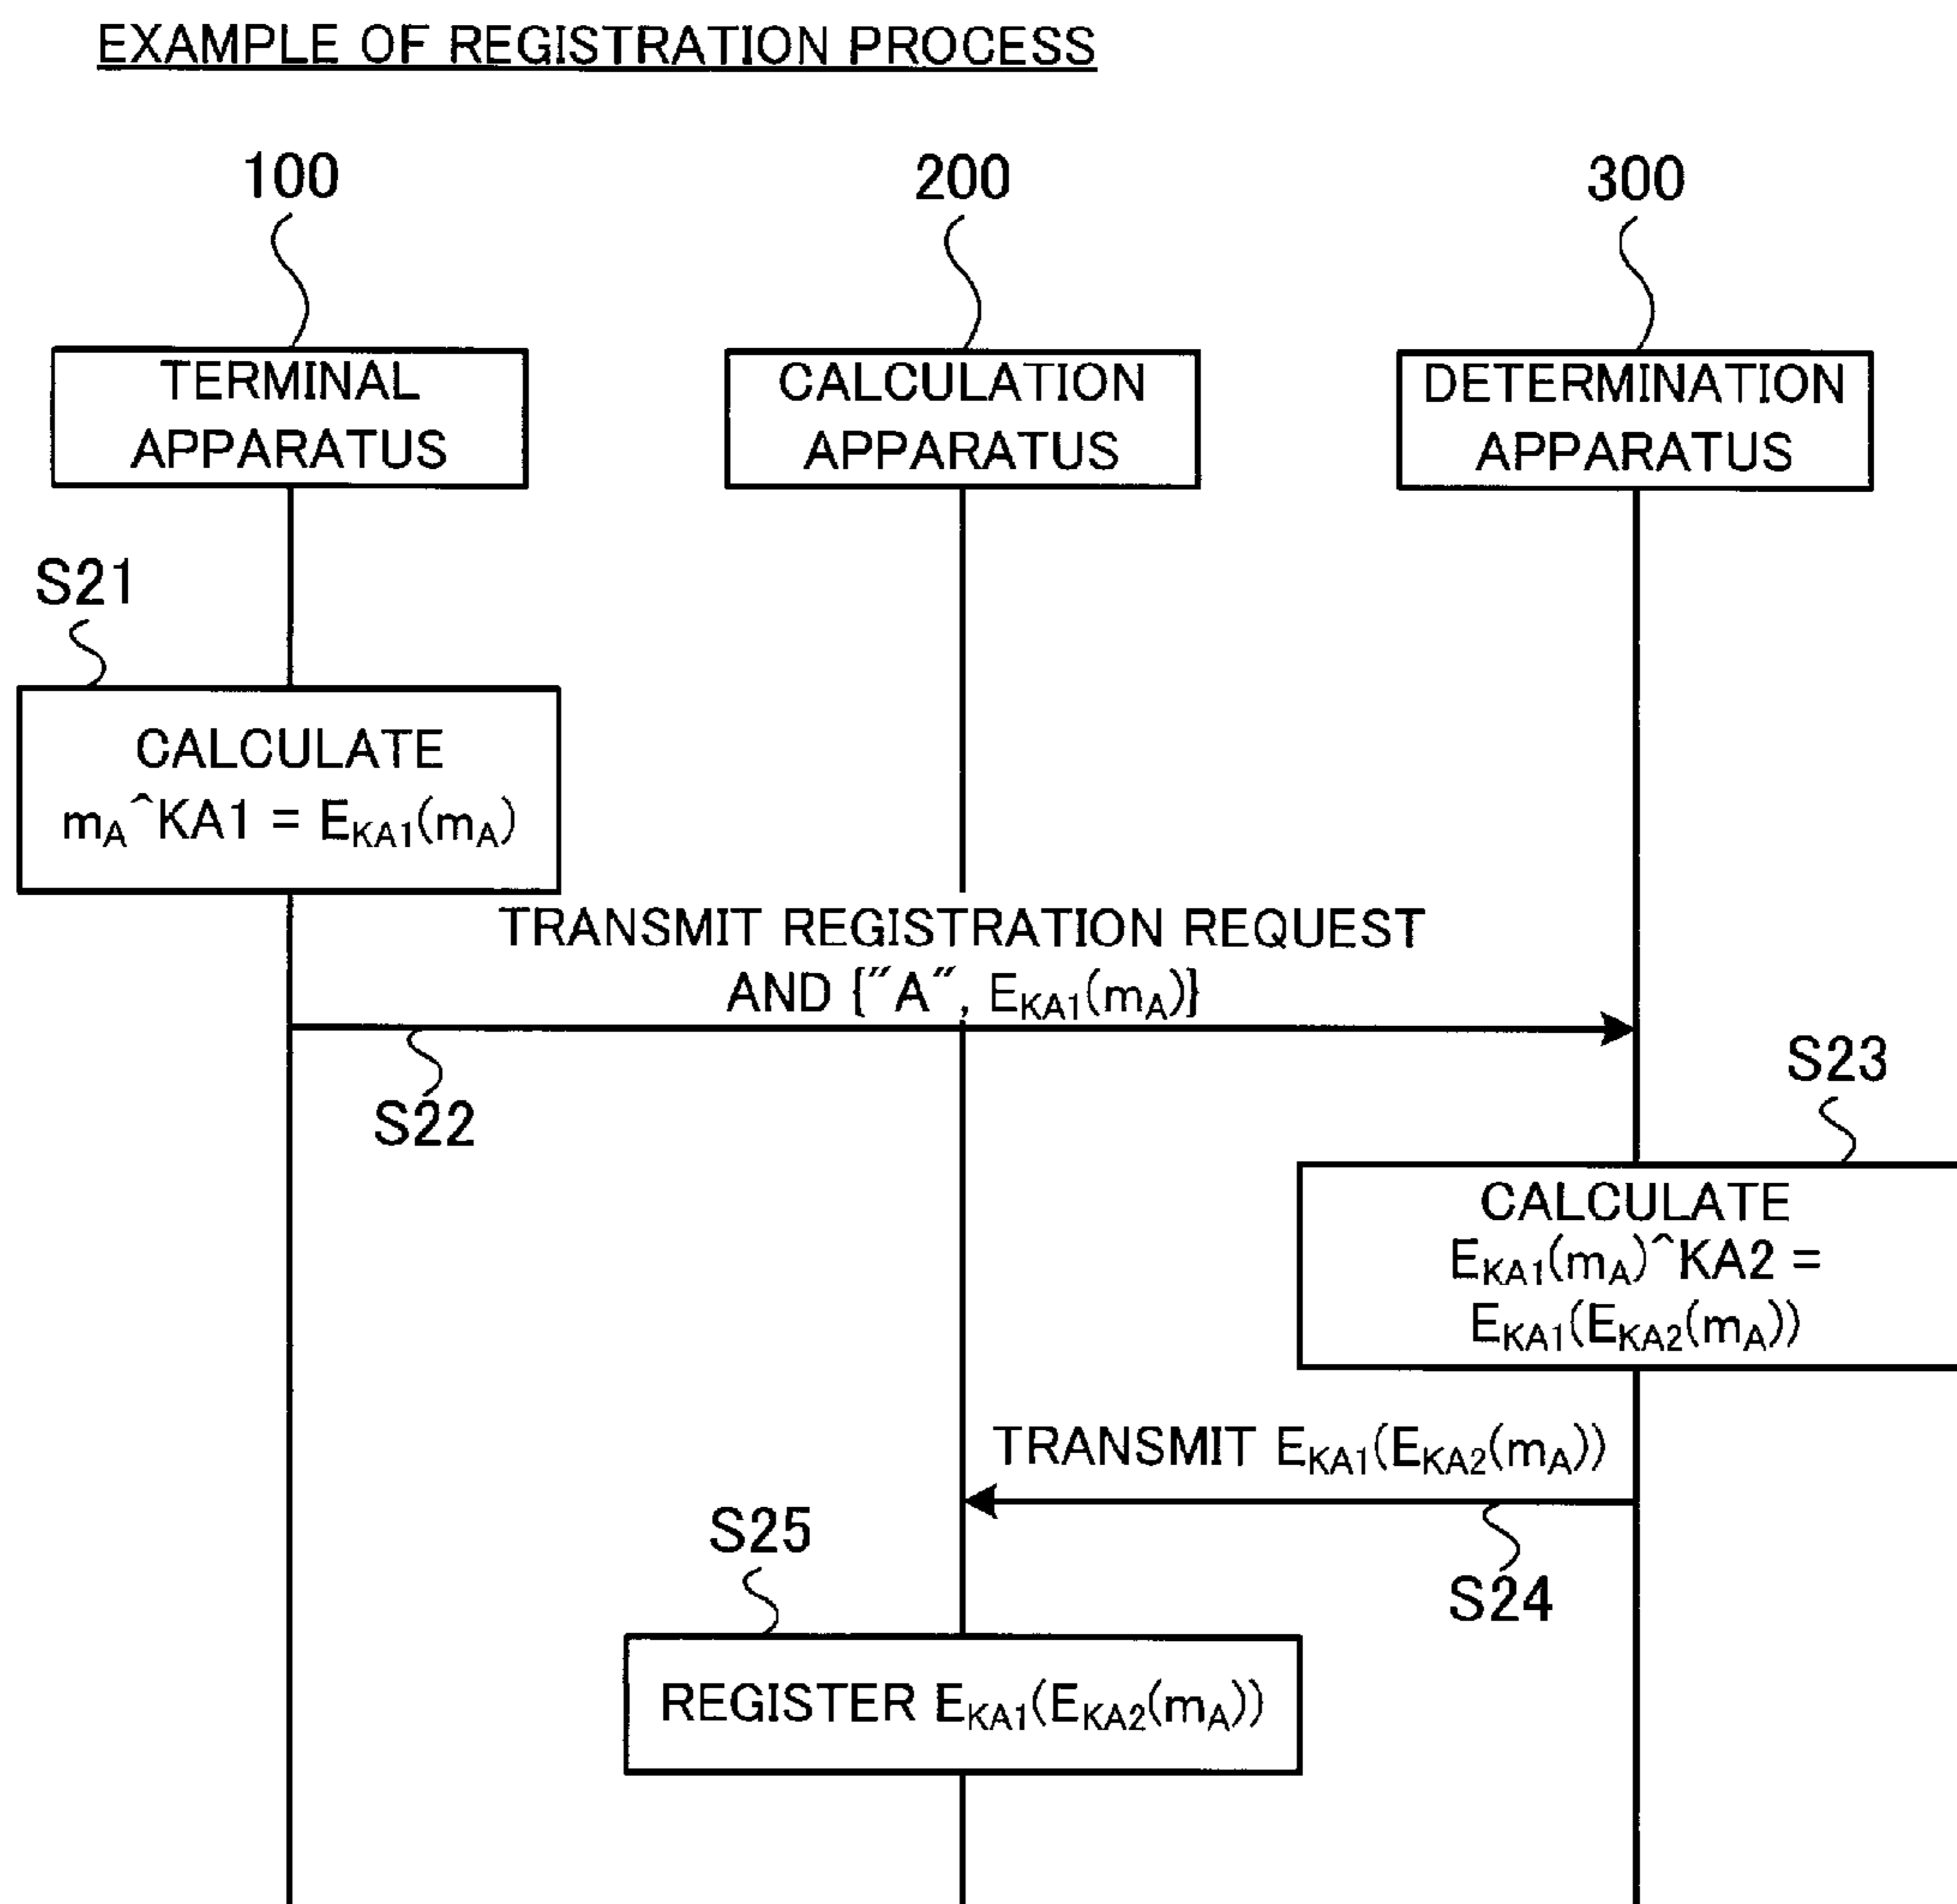 EXAMPLE OF REGISTRATION PROCESS
100
200
300
TERMINAL
APPARATUS
CALCULATION
APPARATUS
DETERMINATION
APPARATUS
S21
CALCULATE
mA^KA1 = EKA1(mA)
TRANSMIT REGISTRATION REQUEST
AND {"A", EKA1(mA)}
S22
S23
CALCULATE
EKA1(mA)^KA2 =
EKA1(EKA2(mA))
TRANSMIT EKA1(EKA2(mA))
S24
S25
REGISTER EKA1(EKA2(mA))